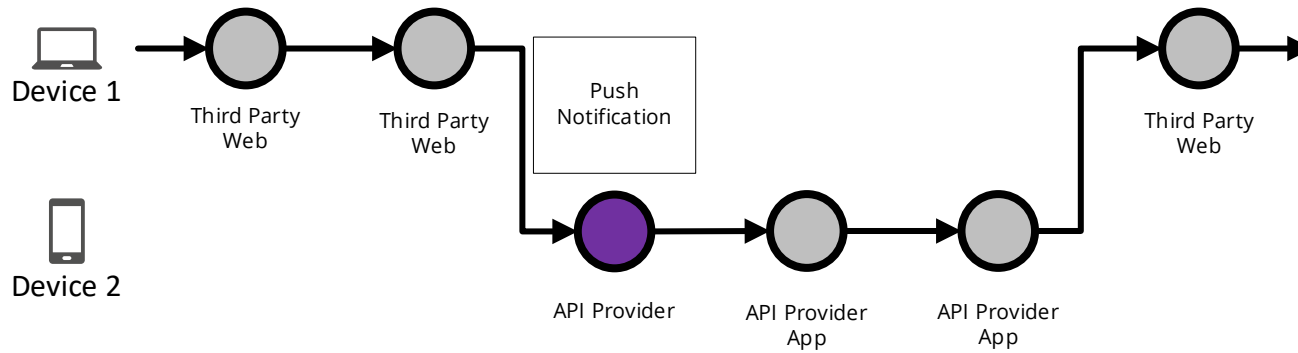 Device 1
Third Party
Web
Third Party
Web
Push
Notification
Third Party
Web
Device 2
API Provider
API Provider
App
API Provider
App